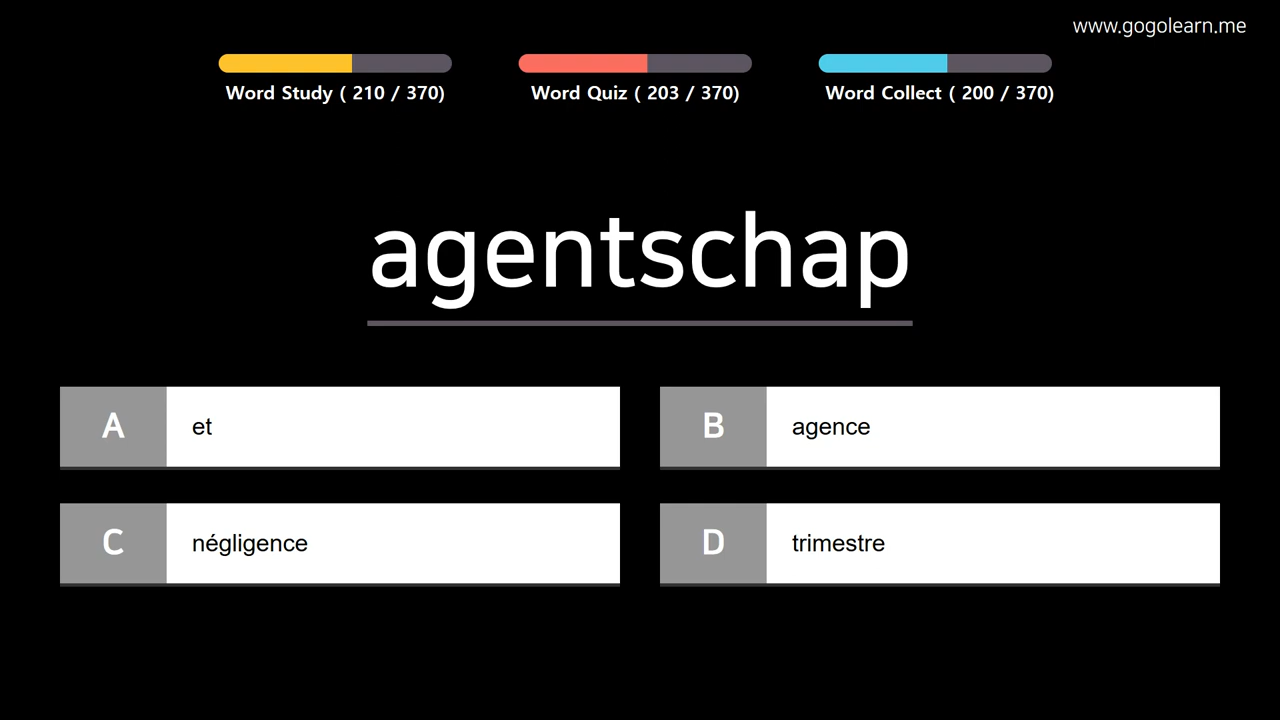 www.gogolearn.me
Word Study ( 210 / 370)
Word Quiz ( 203 / 370)
Word Collect ( 200 / 370)
agentschap
A et
B agence
C négligence
D trimestre